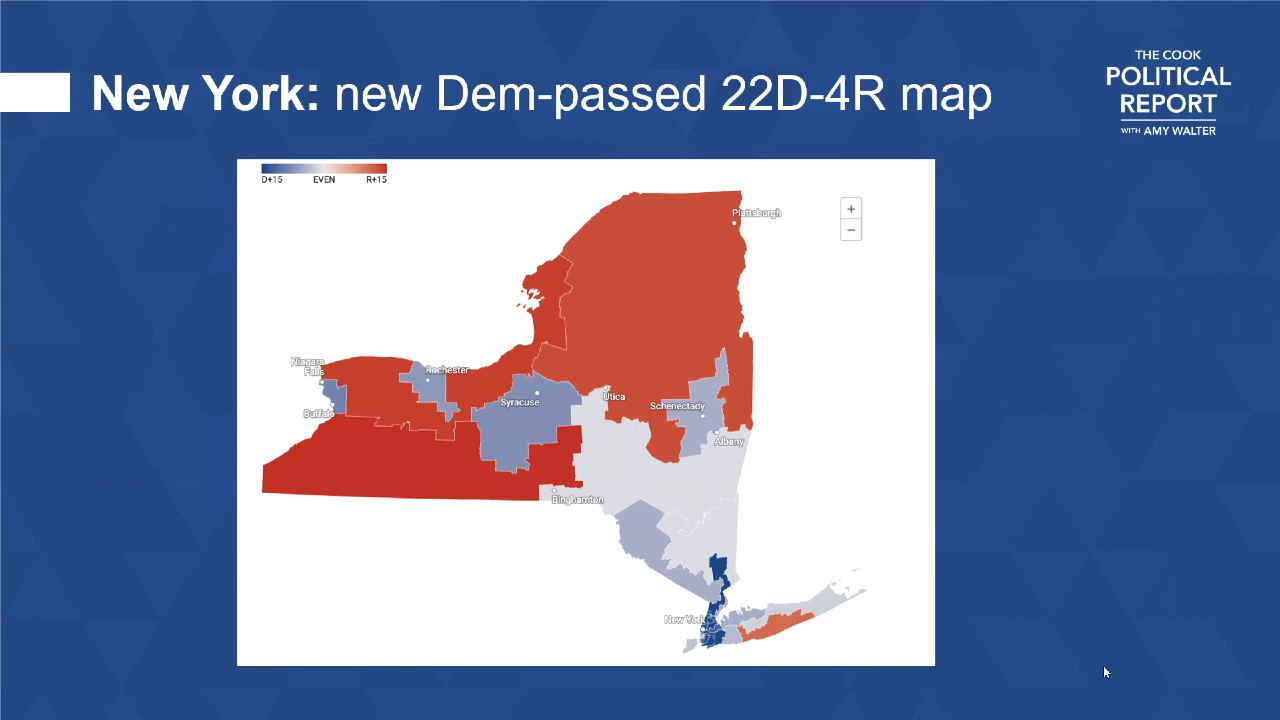 New York: new Dem-passed 22D-4R map
THE COOK
POLITICAL
REPORT
WITH AMY WALTER
D+15 EVEN R+15
+
−
Plattsburgh
Niagara
Falls
Rochester
Buffalo
Syracuse
Utica
Schenectady
Albany
Binghamton
New York